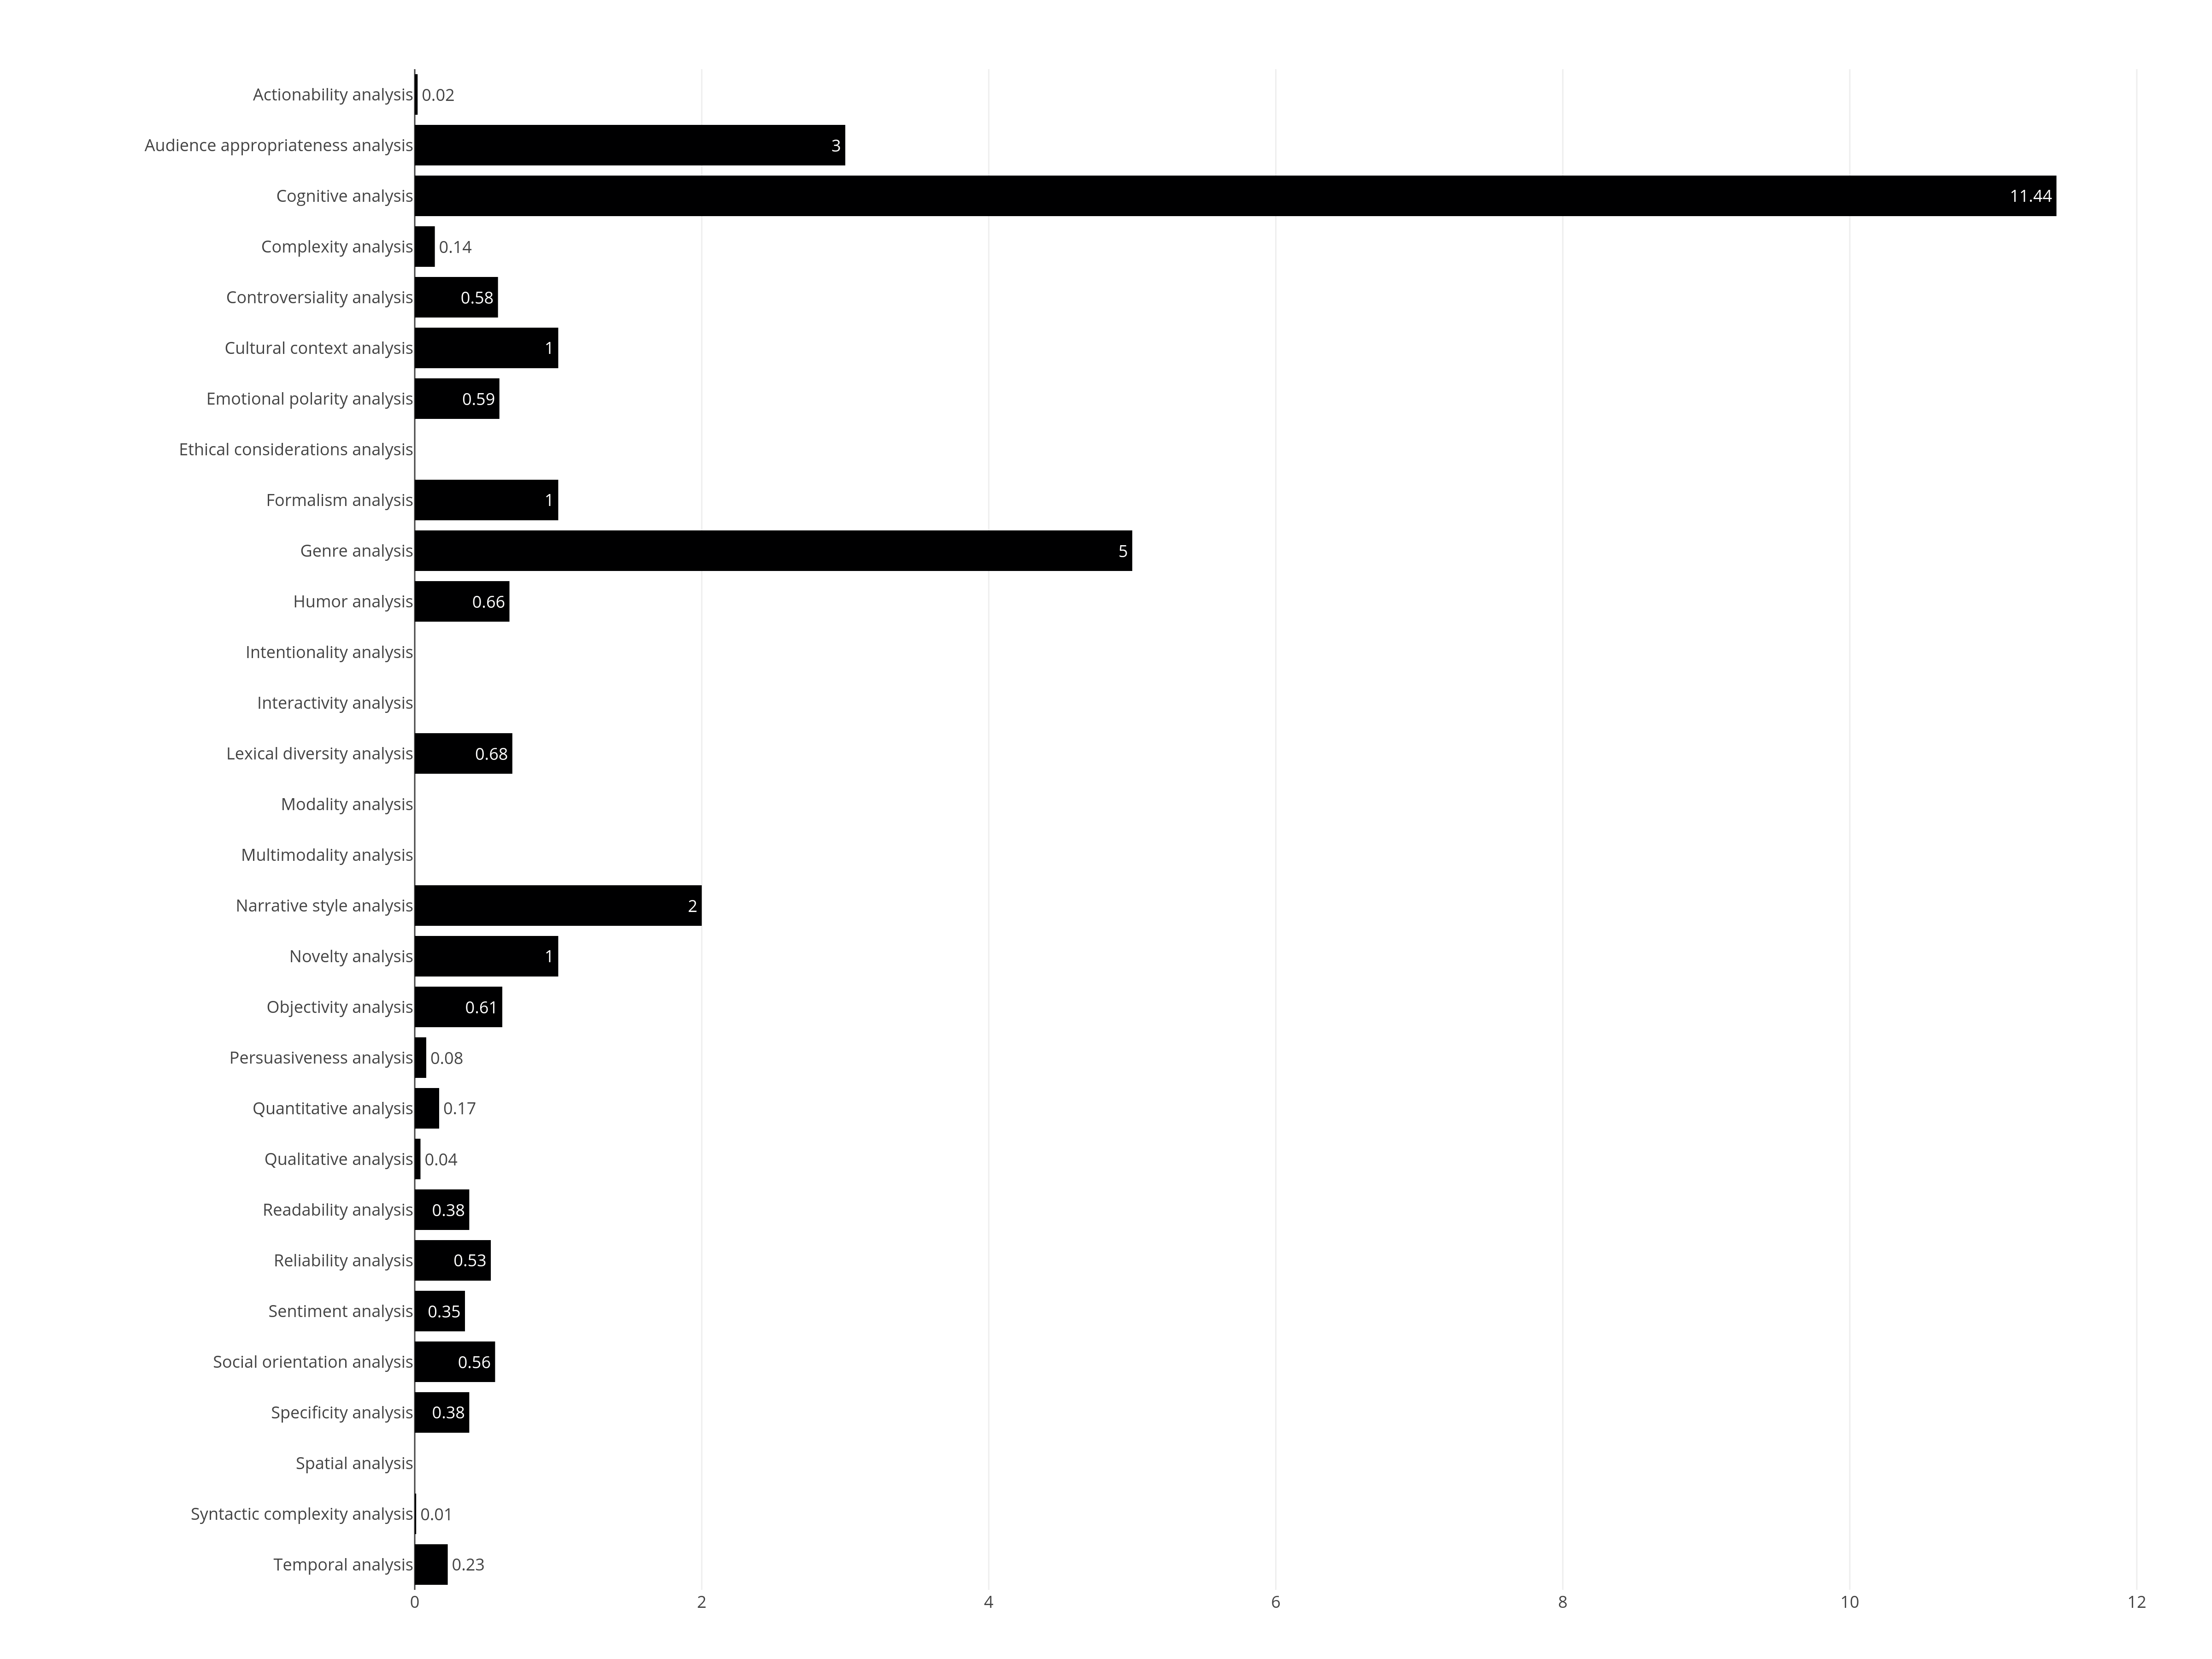 Actionability analysis 0.02
Audience appropriateness analysis 3
Cognitive analysis 11.44
Complexity analysis 0.14
Controversiality analysis 0.58
Cultural context analysis 1
Emotional polarity analysis 0.59
Ethical considerations analysis
Formalism analysis 1
Genre analysis 5
Humor analysis 0.66
Intentionality analysis
Interactivity analysis
Lexical diversity analysis 0.68
Modality analysis
Multimodality analysis
Narrative style analysis 2
Novelty analysis 1
Objectivity analysis 0.61
Persuasiveness analysis 0.08
Quantitative analysis 0.17
Qualitative analysis 0.04
Readability analysis 0.38
Reliability analysis 0.53
Sentiment analysis 0.35
Social orientation analysis 0.56
Specificity analysis 0.38
Spatial analysis
Syntactic complexity analysis 0.01
Temporal analysis 0.23
0 2 4 6 8 10 12